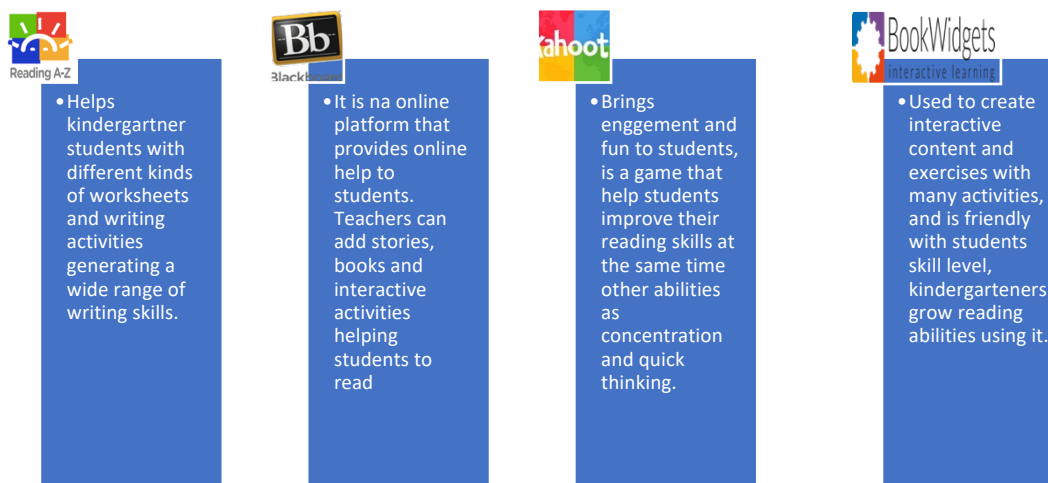 Reading A-Z
•Helps
kindergartner
students with
different kinds
of worksheets
and writing
activities
generating a
wide range of
writing skills.
Bb
Blackboard
•It is na online
platform that
provides online
help to
students.
Teachers can
add stories,
books and
interactive
activities
helping
students to
read
ahoot
•Brings
enggement and
fun to students,
is a game that
help students
improve their
reading skills at
the same time
other abilities
as
concentration
and quick
thinking.
BookWidgets
interactive learning
•Used to create
interactive
content and
exercises with
many activities,
and is friendly
with students
skill level,
kindergarteners
grow reading
abilities using it.